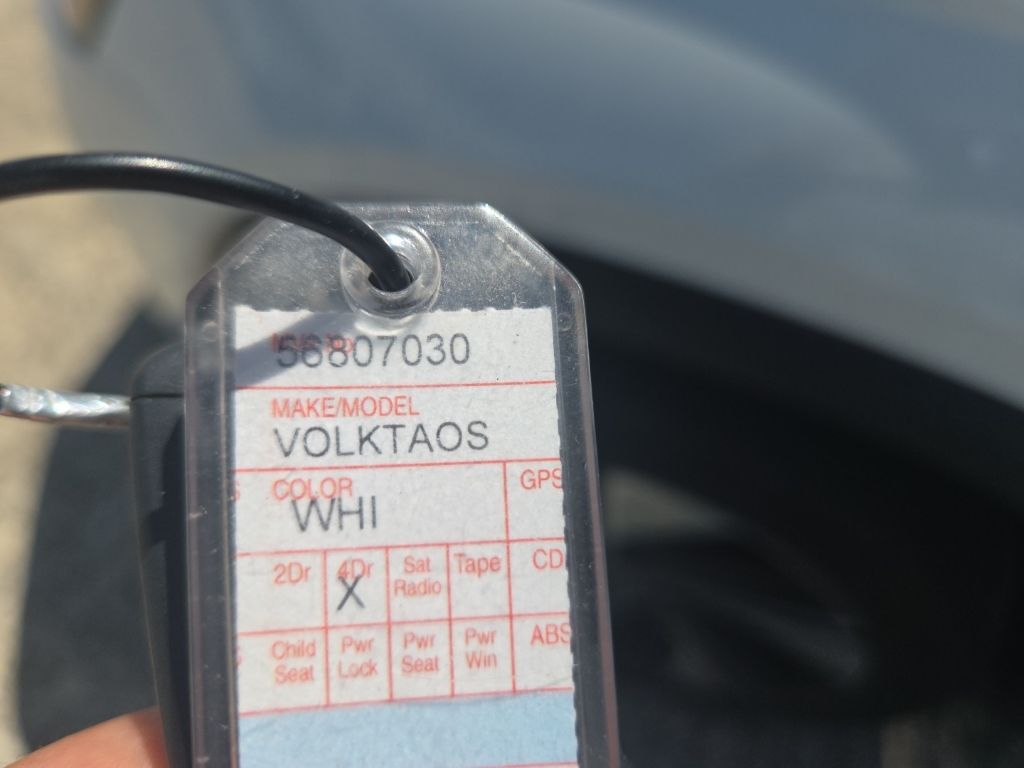 56807030
MAKE/MODEL
VOLKTAOS
COLOR GPS
WHI
2Dr 4Dr Sat Radio Tape CD
X
Child Seat Pwr Lock Pwr Seat Pwr Win ABS